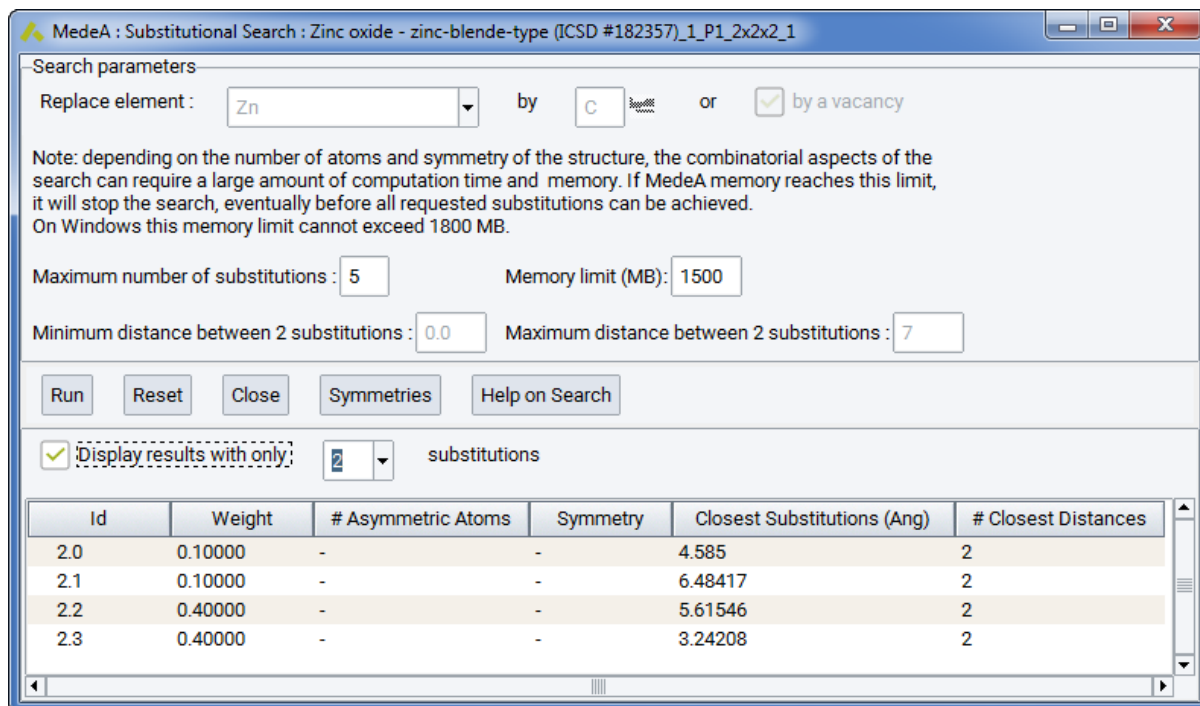 MedeA : Substitutional Search : Zinc oxide - zinc-blende-type (ICSD #182357)_1_P1_2x2x2_1
Search parameters
Replace element : Zn by C or by a vacancy
Note: depending on the number of atoms and symmetry of the structure, the combinatorial aspects of the
search can require a large amount of computation time and memory. If MedeA memory reaches this limit,
it will stop the search, eventually before all requested substitutions can be achieved.
On Windows this memory limit cannot exceed 1800 MB.
Maximum number of substitutions : 5 Memory limit (MB): 1500
Minimum distance between 2 substitutions : 0.0 Maximum distance between 2 substitutions : 7
Run Reset Close Symmetries Help on Search
Display results with only: 2 substitutions
Id Weight # Asymmetric Atoms Symmetry Closest Substitutions (Ang) # Closest Distances
2.0 0.10000 - - 4.585 2
2.1 0.10000 - - 6.48417 2
2.2 0.40000 - - 5.61546 2
2.3 0.40000 - - 3.24208 2